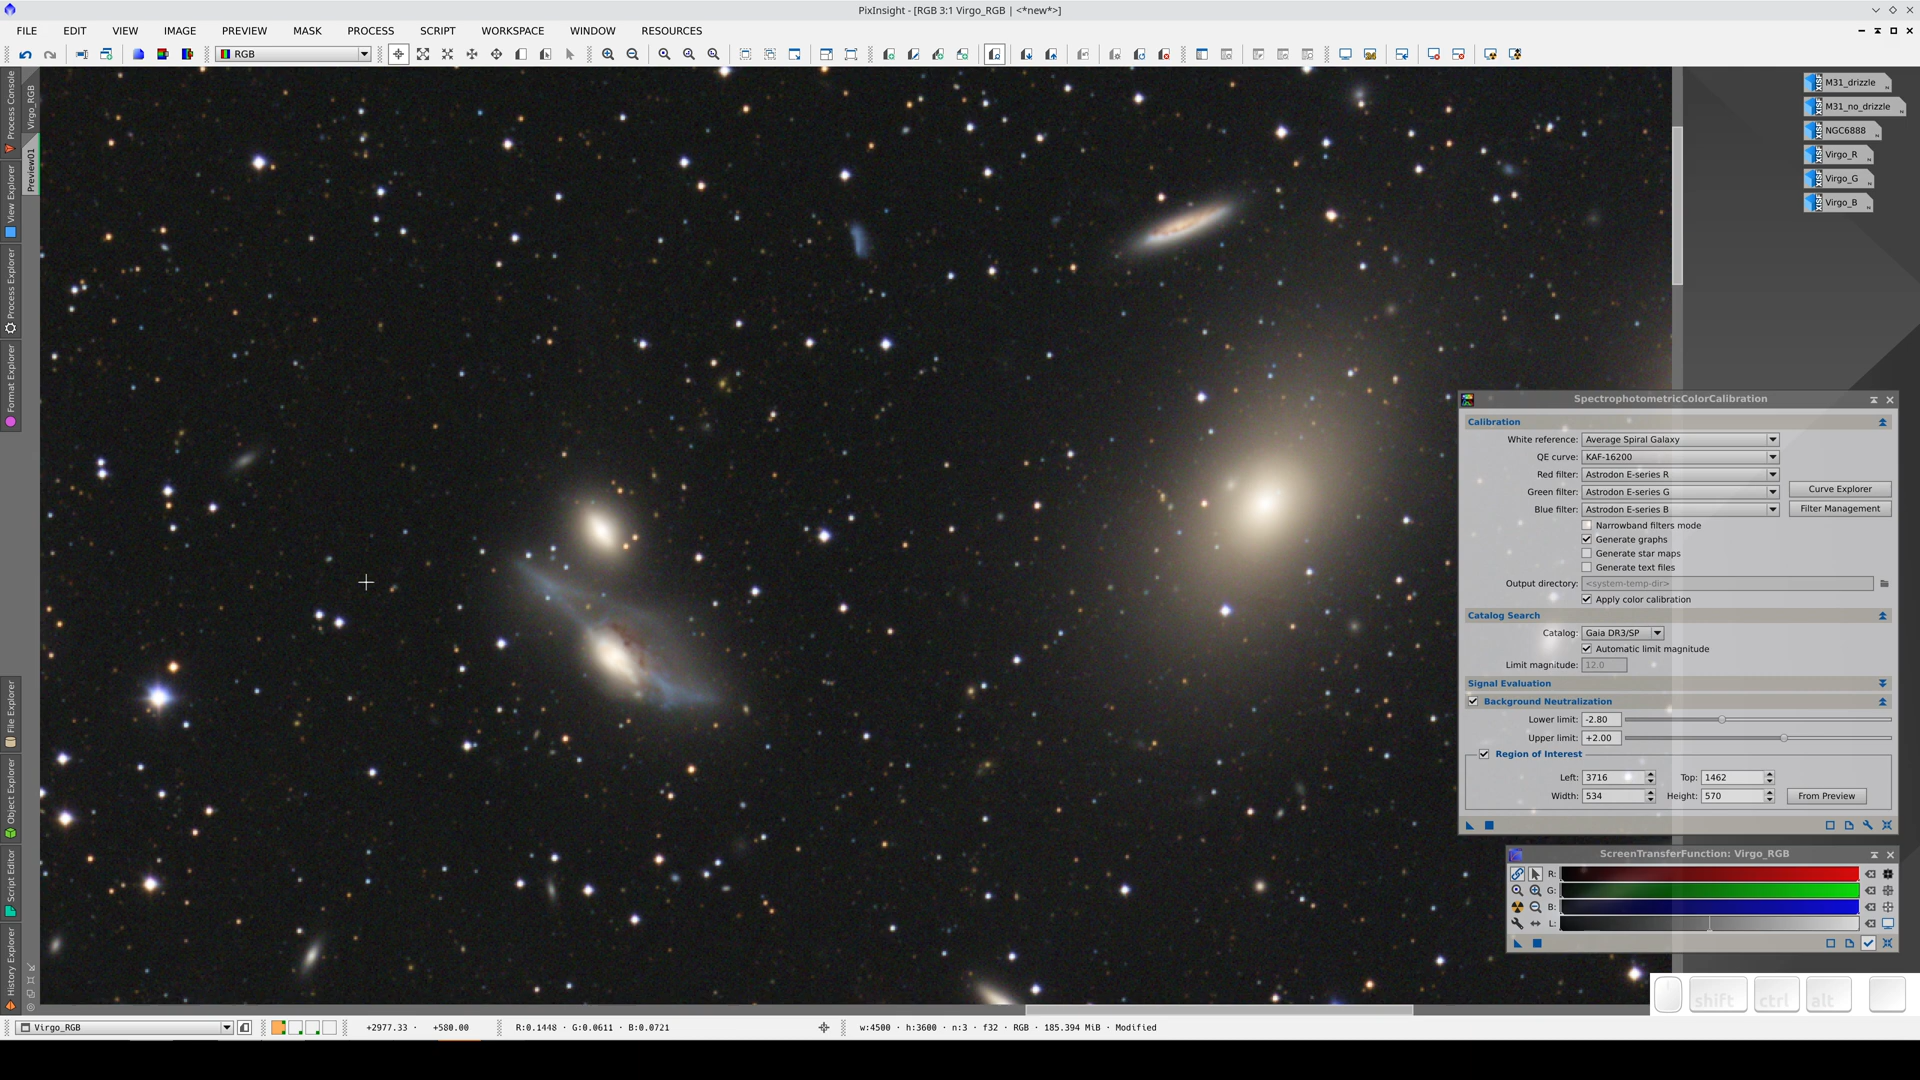 PixInsight - [RGB 3:1 Virgo_RGB | <*new*>]
FILE EDIT VIEW IMAGE PREVIEW MASK PROCESS SCRIPT WORKSPACE WINDOW RESOURCES
RGB
Process Console
View Explorer
Process Explorer
Format Explorer
File Explorer
Object Explorer
Script Editor
History Explorer
Virgo_RGB
Preview01
M31_drizzle
M31_no_drizzle
NGC6888
Virgo_R
Virgo_G
Virgo_B
SpectrophotometricColorCalibration
Calibration
White reference: Average Spiral Galaxy
QE curve: KAF-16200
Red filter: Astrodon E-series R
Green filter: Astrodon E-series G Curve Explorer
Blue filter: Astrodon E-series B Filter Management
Narrowband filters mode
Generate graphs
Generate star maps
Generate text files
Output directory: <system-temp-dir>
Apply color calibration
Catalog Search
Catalog: Gaia DR3/SP
Automatic limit magnitude
Limit magnitude: 12.0
Signal Evaluation
Background Neutralization
Lower limit: -2.80
Upper limit: +2.00
Region of Interest
Left: 3716 Top: 1462
Width: 534 Height: 570 From Preview
ScreenTransferFunction: Virgo_RGB
R:
G:
B:
L:
shift ctrl alt
Virgo_RGB +2977.33 · +580.00 R:0.1448 · G:0.0611 · B:0.0721 w:4500 · h:3600 · n:3 · f32 · RGB · 185.394 MiB · Modified